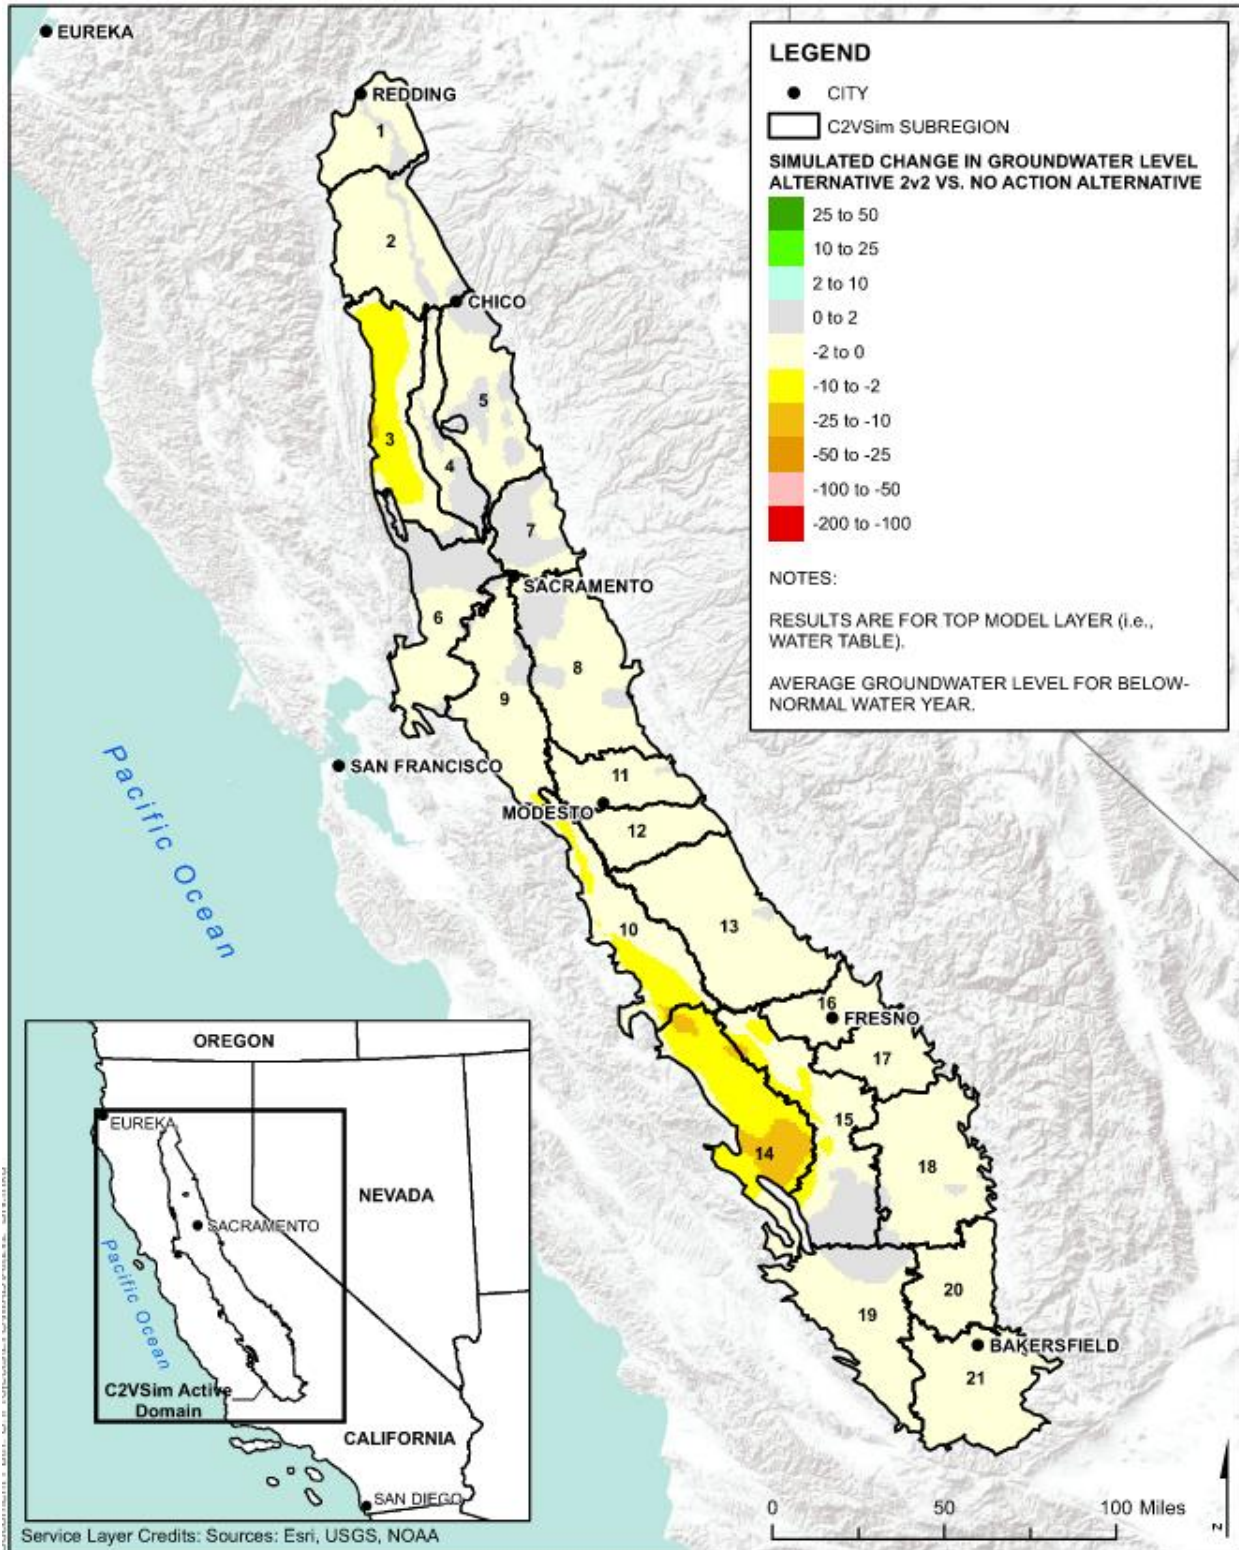 EUREKA
REDDING
1
2
CHICO
3
5
4
7
SACRAMENTO
6
8
9
SAN FRANCISCO
11
MODESTO
12
Pacific Ocean
10
13
16
FRESNO
17
15
14
18
20
19
BAKERSFIELD
21
LEGEND
CITY
C2VSim SUBREGION
SIMULATED CHANGE IN GROUNDWATER LEVEL
ALTERNATIVE 2v2 VS. NO ACTION ALTERNATIVE
25 to 50
10 to 25
2 to 10
0 to 2
-2 to 0
-10 to -2
-25 to -10
-50 to -25
-100 to -50
-200 to -100
NOTES:
RESULTS ARE FOR TOP MODEL LAYER (i.e.,
WATER TABLE).
AVERAGE GROUNDWATER LEVEL FOR BELOW-
NORMAL WATER YEAR.
OREGON
EUREKA
NEVADA
SACRAMENTO
Pacific Ocean
C2VSim Active
Domain
CALIFORNIA
SAN DIEGO
Service Layer Credits: Sources: Esri, USGS, NOAA
0 50 100 Miles
N